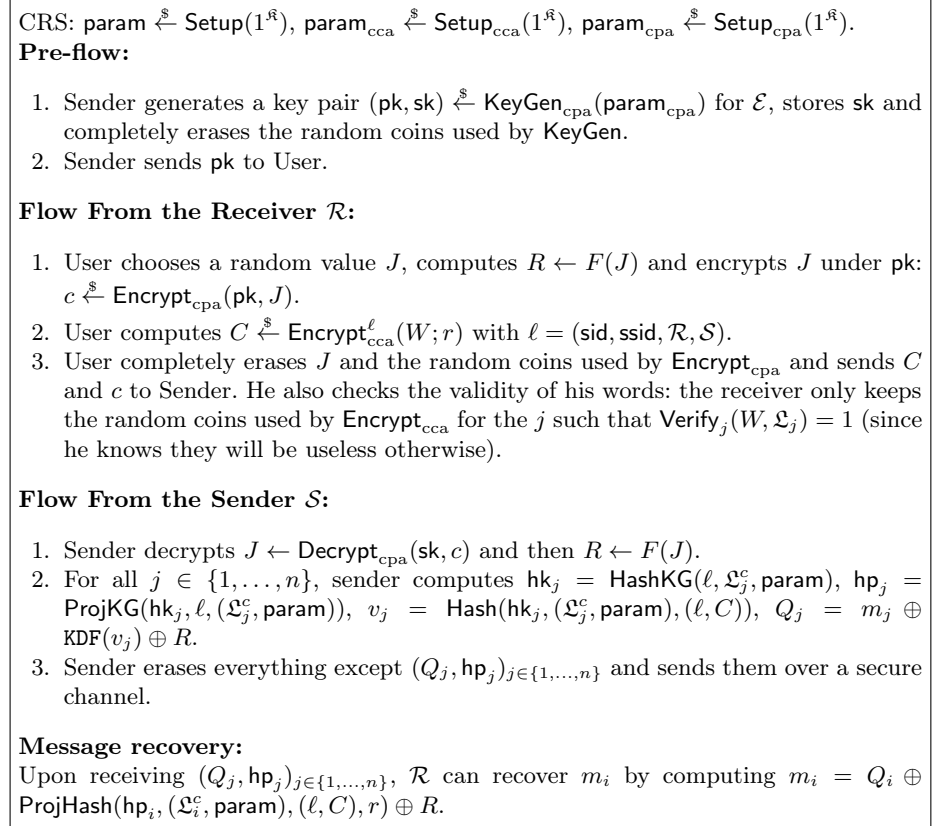 CRS: param ←$ Setup(1^𝔎), param_cca ←$ Setup_cca(1^𝔎), param_cpa ←$ Setup_cpa(1^𝔎).
Pre-flow:
1. Sender generates a key pair (pk, sk) ←$ KeyGen_cpa(param_cpa) for ℰ, stores sk and
completely erases the random coins used by KeyGen.
2. Sender sends pk to User.
Flow From the Receiver ℛ:
1. User chooses a random value J, computes R ← F(J) and encrypts J under pk:
c ←$ Encrypt_cpa(pk, J).
2. User computes C ←$ Encrypt^ℓ_cca(W; r) with ℓ = (sid, ssid, ℛ, 𝒮).
3. User completely erases J and the random coins used by Encrypt_cpa and sends C
and c to Sender. He also checks the validity of his words: the receiver only keeps
the random coins used by Encrypt_cca for the j such that Verify_j(W, 𝔏_j) = 1 (since
he knows they will be useless otherwise).
Flow From the Sender 𝒮:
1. Sender decrypts J ← Decrypt_cpa(sk, c) and then R ← F(J).
2. For all j ∈ {1, . . . , n}, sender computes hk_j = HashKG(ℓ, 𝔏^c_j, param), hp_j =
ProjKG(hk_j, ℓ, (𝔏^c_j, param)), v_j = Hash(hk_j, (𝔏^c_j, param), (ℓ, C)), Q_j = m_j ⊕
KDF(v_j) ⊕ R.
3. Sender erases everything except (Q_j, hp_j)_{j∈{1,...,n}} and sends them over a secure
channel.
Message recovery:
Upon receiving (Q_j, hp_j)_{j∈{1,...,n}}, ℛ can recover m_i by computing m_i = Q_i ⊕
ProjHash(hp_i, (𝔏^c_i, param), (ℓ, C), r) ⊕ R.